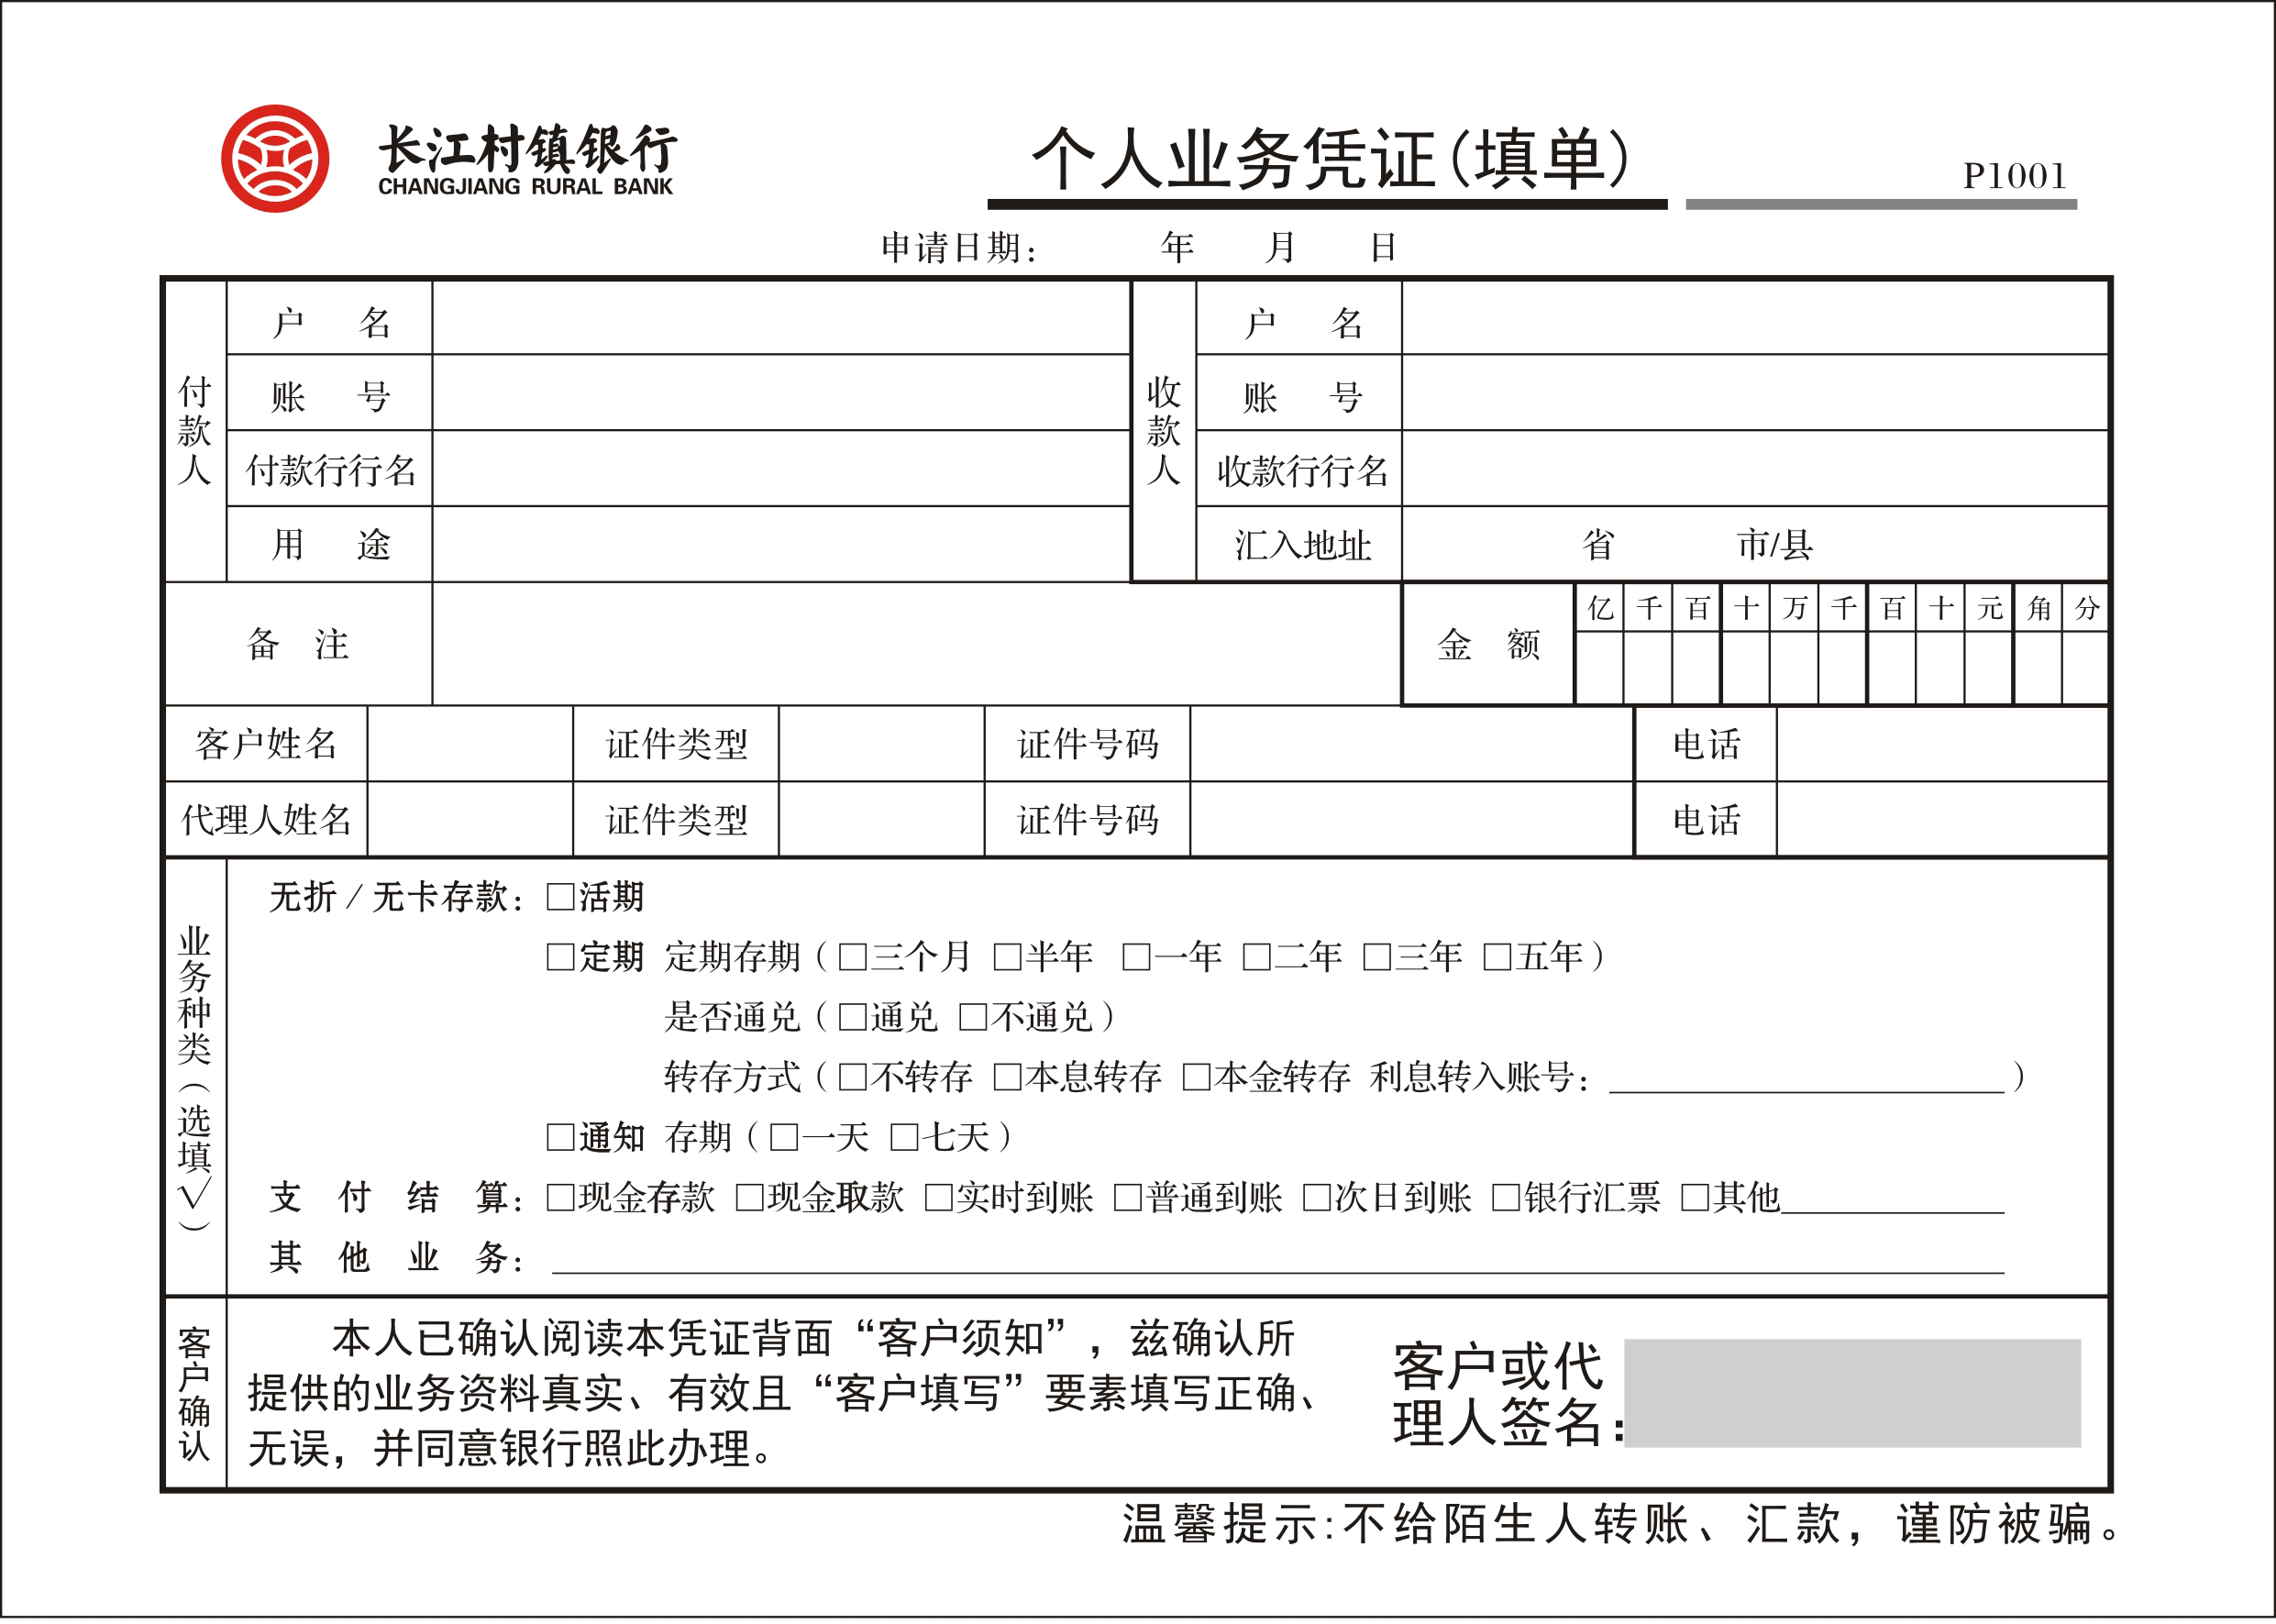 长江村镇银行
CHANGJIANG RURAL BANK
个人业务凭证(填单)
P1001
申请日期： 年 月 日
付款人
户 名
账 号
付款行行名
用 途
收款人
户 名
账 号
收款行行名
汇入地址 省 市/县
备 注
金 额
亿 千 百 十 万 千 百 十 元 角 分
客户姓名 证件类型 证件号码 电话
代理人姓名 证件类型 证件号码 电话
业务种类（选填√）
无折/无卡存款：□活期
□定期 定期存期（□三个月 □半年 □一年 □二年 □三年 □五年）
是否通兑（□通兑 □不通兑）
转存方式（□不转存 □本息转存 □本金转存 利息转入账号：）
□通知 存期（□一天 □七天）
支 付 结 算：□现金存款 □现金取款 □实时到账 □普通到账 □次日到账 □银行汇票 □其他
其 他 业 务：
客户确认
本人已确认阅读本凭证背面“客户须知”，兹确认所
提供的业务资料真实、有效且“客户填写”要素填写正确、
无误，并同意银行照此办理。
客户或代
理人签名：
温馨提示:不给陌生人转账、汇款，谨防被骗。